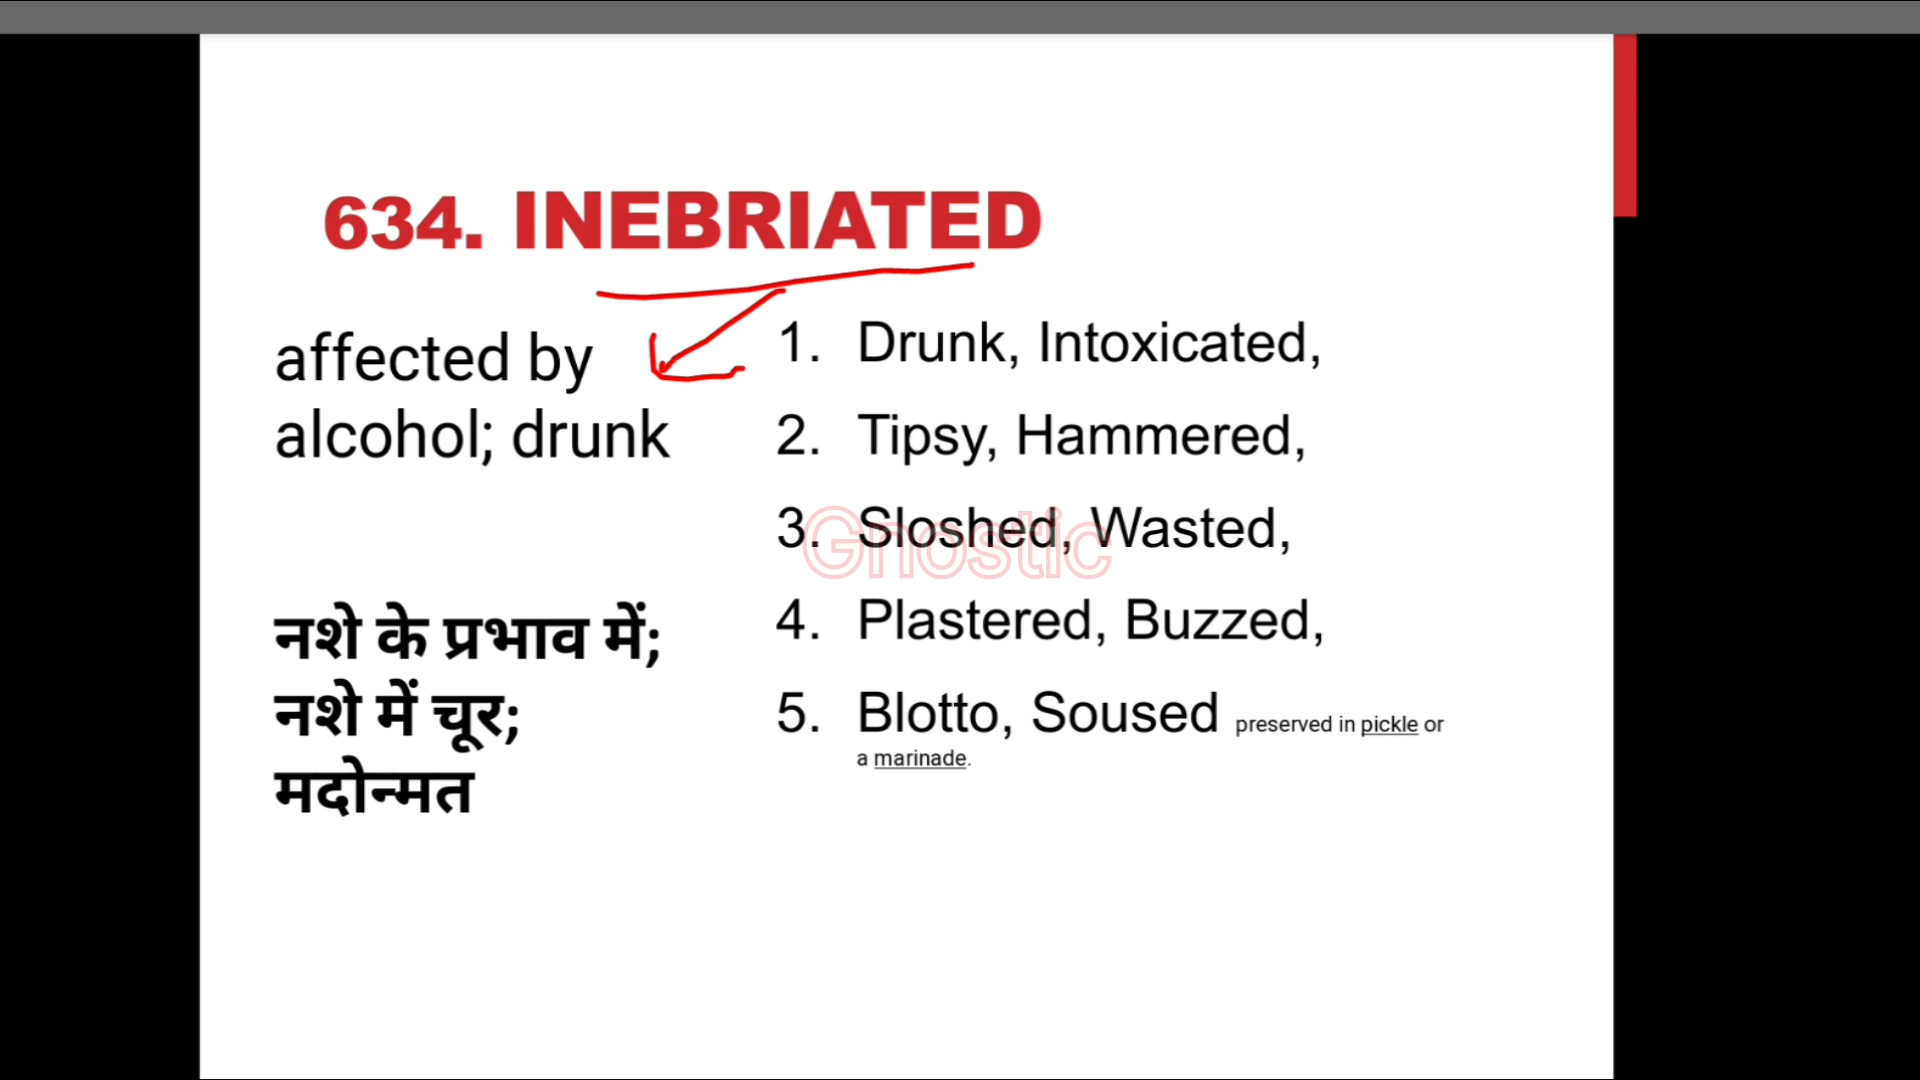 634. INEBRIATED
affected by
alcohol; drunk
नशे के प्रभाव में;
नशे में चूर;
मदोन्मत
1. Drunk, Intoxicated,
2. Tipsy, Hammered,
3. Sloshed, Wasted,
4. Plastered, Buzzed,
5. Blotto, Soused preserved in pickle or
a marinade.
Gnostic